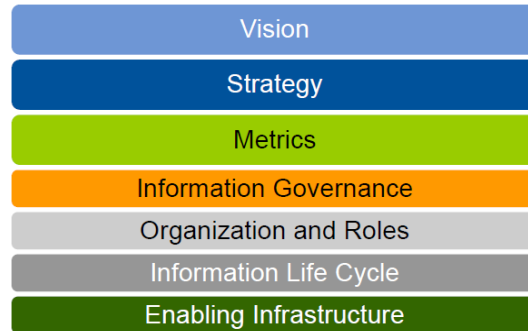 Vision
Strategy
Metrics
Information Governance
Organization and Roles
Information Life Cycle
Enabling Infrastructure